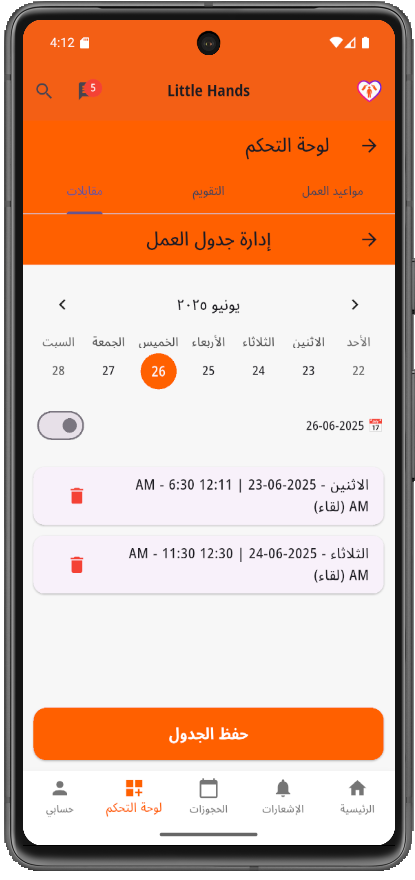 4:12
5
Little Hands
لوحة التحكم
مواعيد العمل
التقويم
مقابلات
إدارة جدول العمل
يونيو ٢٠٢٥
الأحد الاثنين الثلاثاء الأربعاء الخميس الجمعة السبت
22 23 24 25 26 27 28
26-06-2025
الاثنين - 2025-06-23 | 12:11 AM - 6:30
AM (لقاء)
الثلاثاء - 2025-06-24 | 12:30 AM - 11:30
AM (لقاء)
حفظ الجدول
الرئيسية
الإشعارات
الحجوزات
لوحة التحكم
حسابي